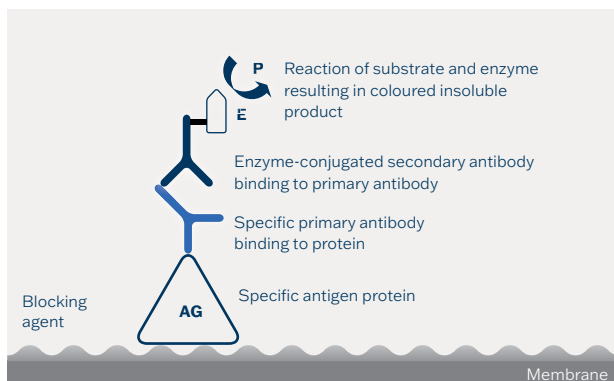 P
Reaction of substrate and enzyme
resulting in coloured insoluble
product
E
Enzyme-conjugated secondary antibody
binding to primary antibody
Specific primary antibody
binding to protein
Specific antigen protein
AG
Blocking
agent
Membrane